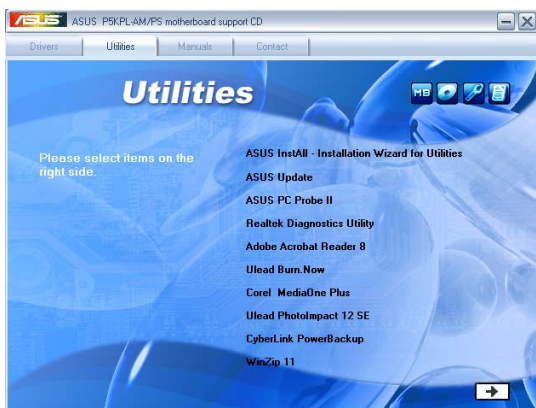 ASUS ASUS P5KPL-AM/PS motherboard support CD
Drivers Utilities Manuals Contact
Utilities
MB
Please select items on the
right side.
ASUS InstAll - Installation Wizard for Utilities
ASUS Update
ASUS PC Probe II
Realtek Diagnostics Utility
Adobe Acrobat Reader 8
Ulead Burn.Now
Corel MediaOne Plus
Ulead PhotoImpact 12 SE
CyberLink PowerBackup
WinZip 11